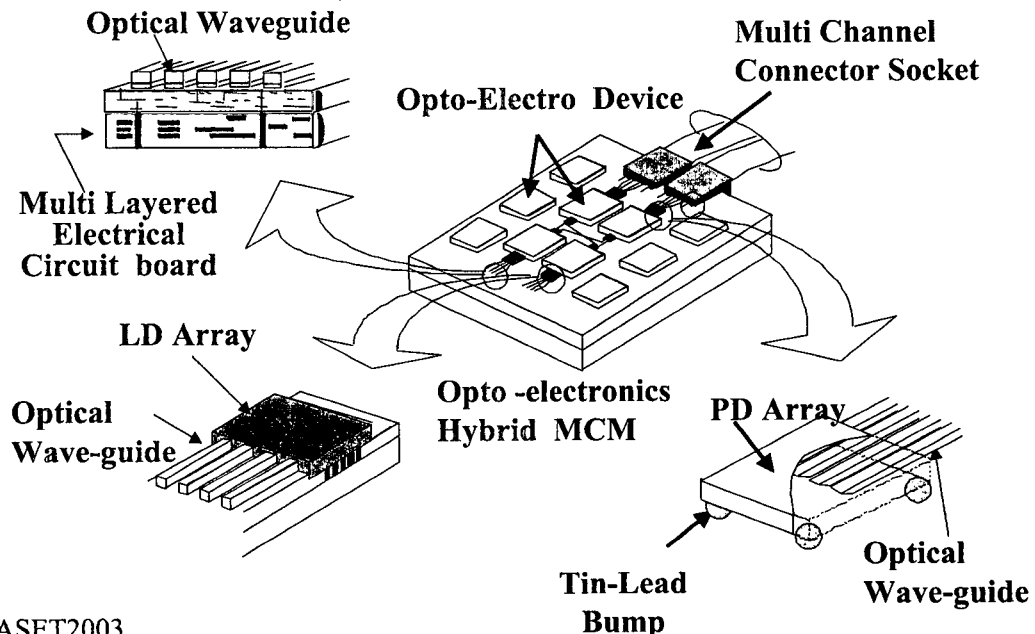 Optical Waveguide
Multi Channel
Connector Socket
Opto-Electro Device
Multi Layered
Electrical
Circuit board
LD Array
Optical
Wave-guide
Opto -electronics
Hybrid MCM
PD Array
Tin-Lead
Bump
Optical
Wave-guide
ASET2003